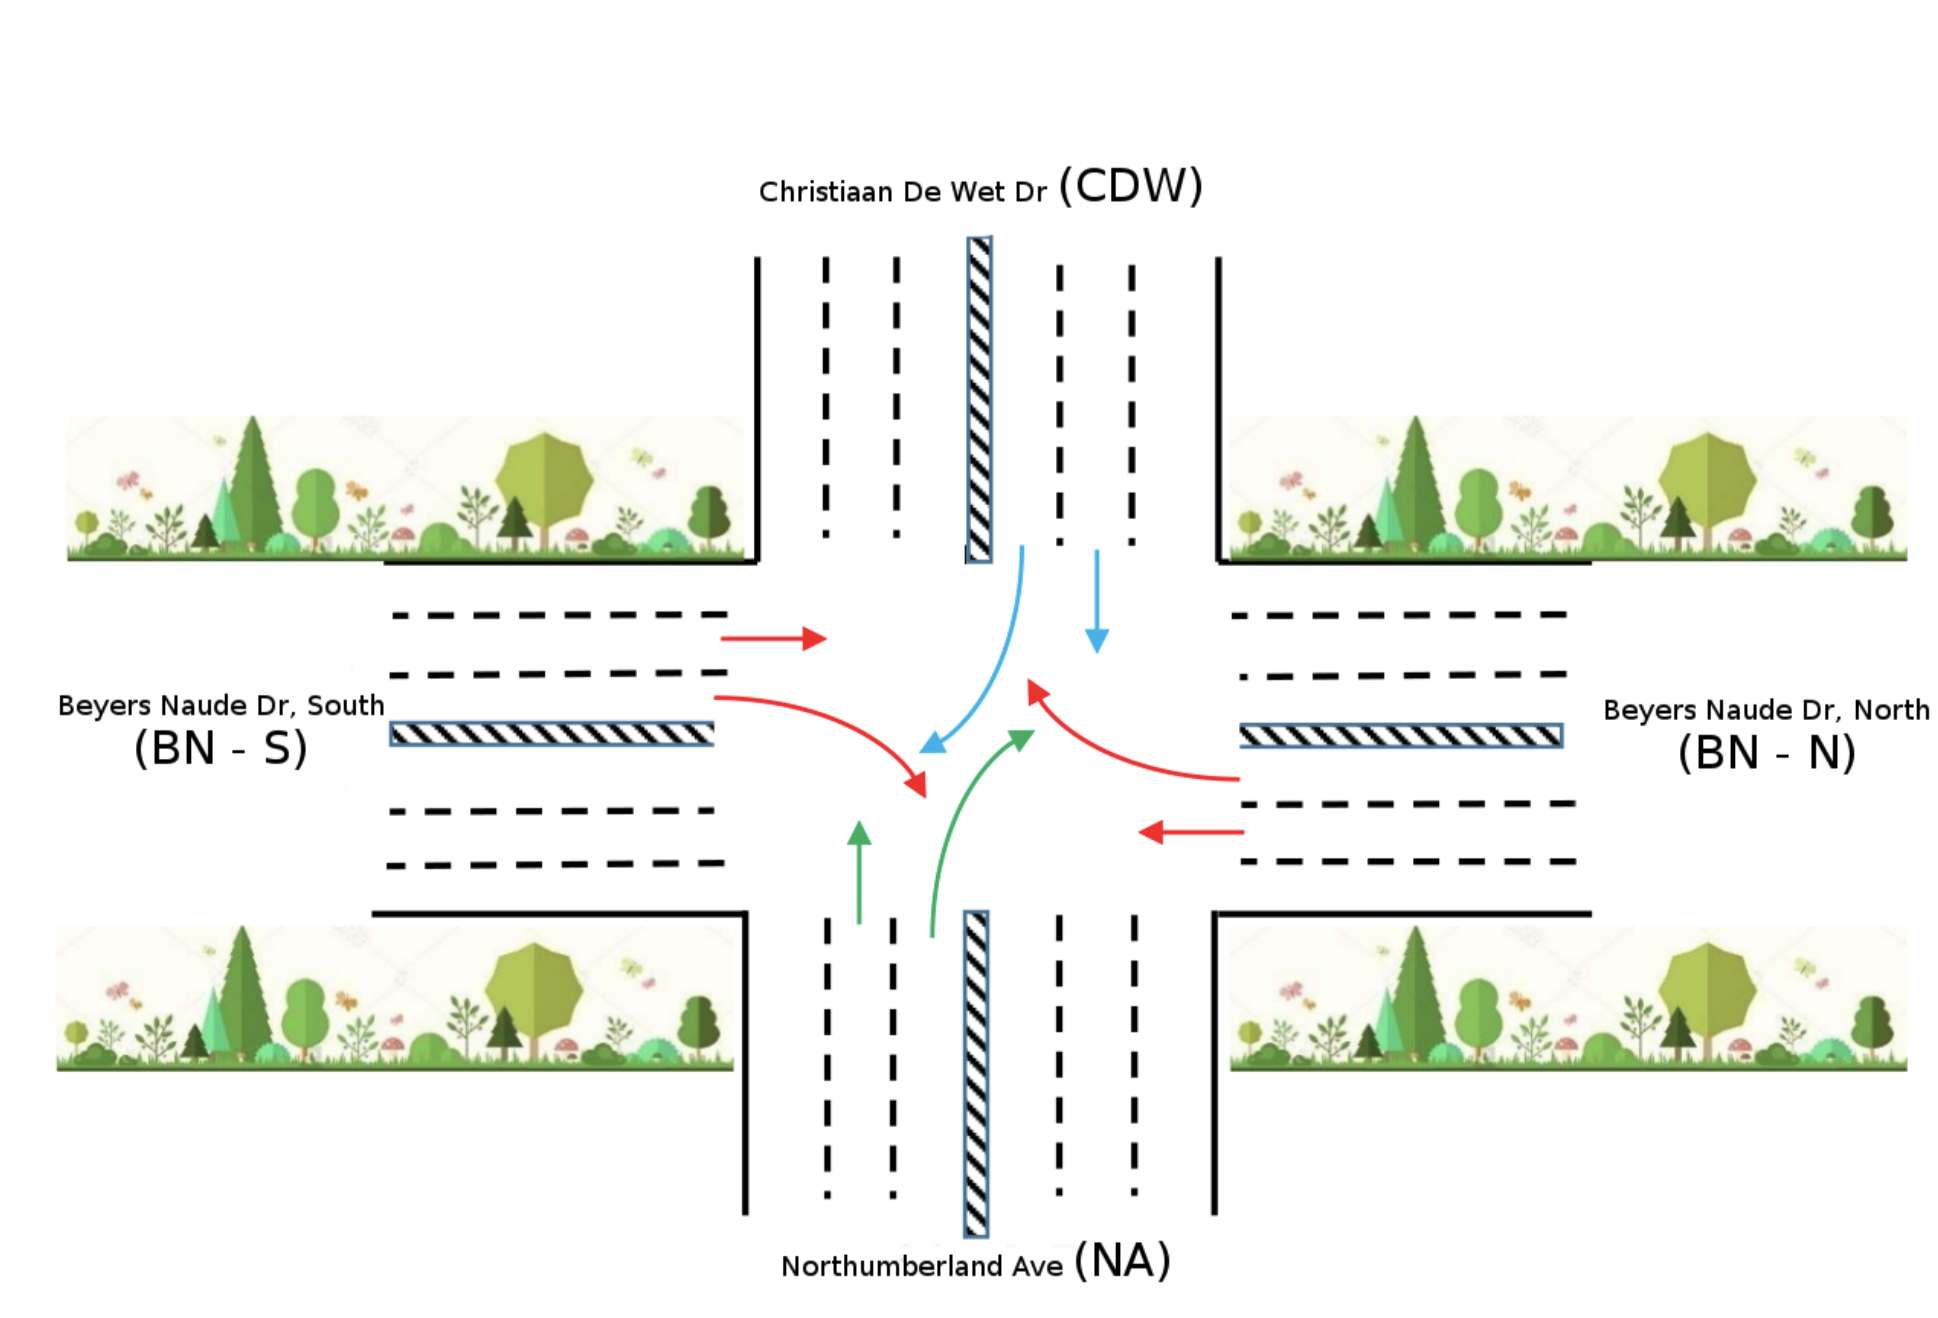 Christiaan De Wet Dr (CDW)
Beyers Naude Dr, South
(BN - S)
Beyers Naude Dr, North
(BN - N)
Northumberland Ave (NA)